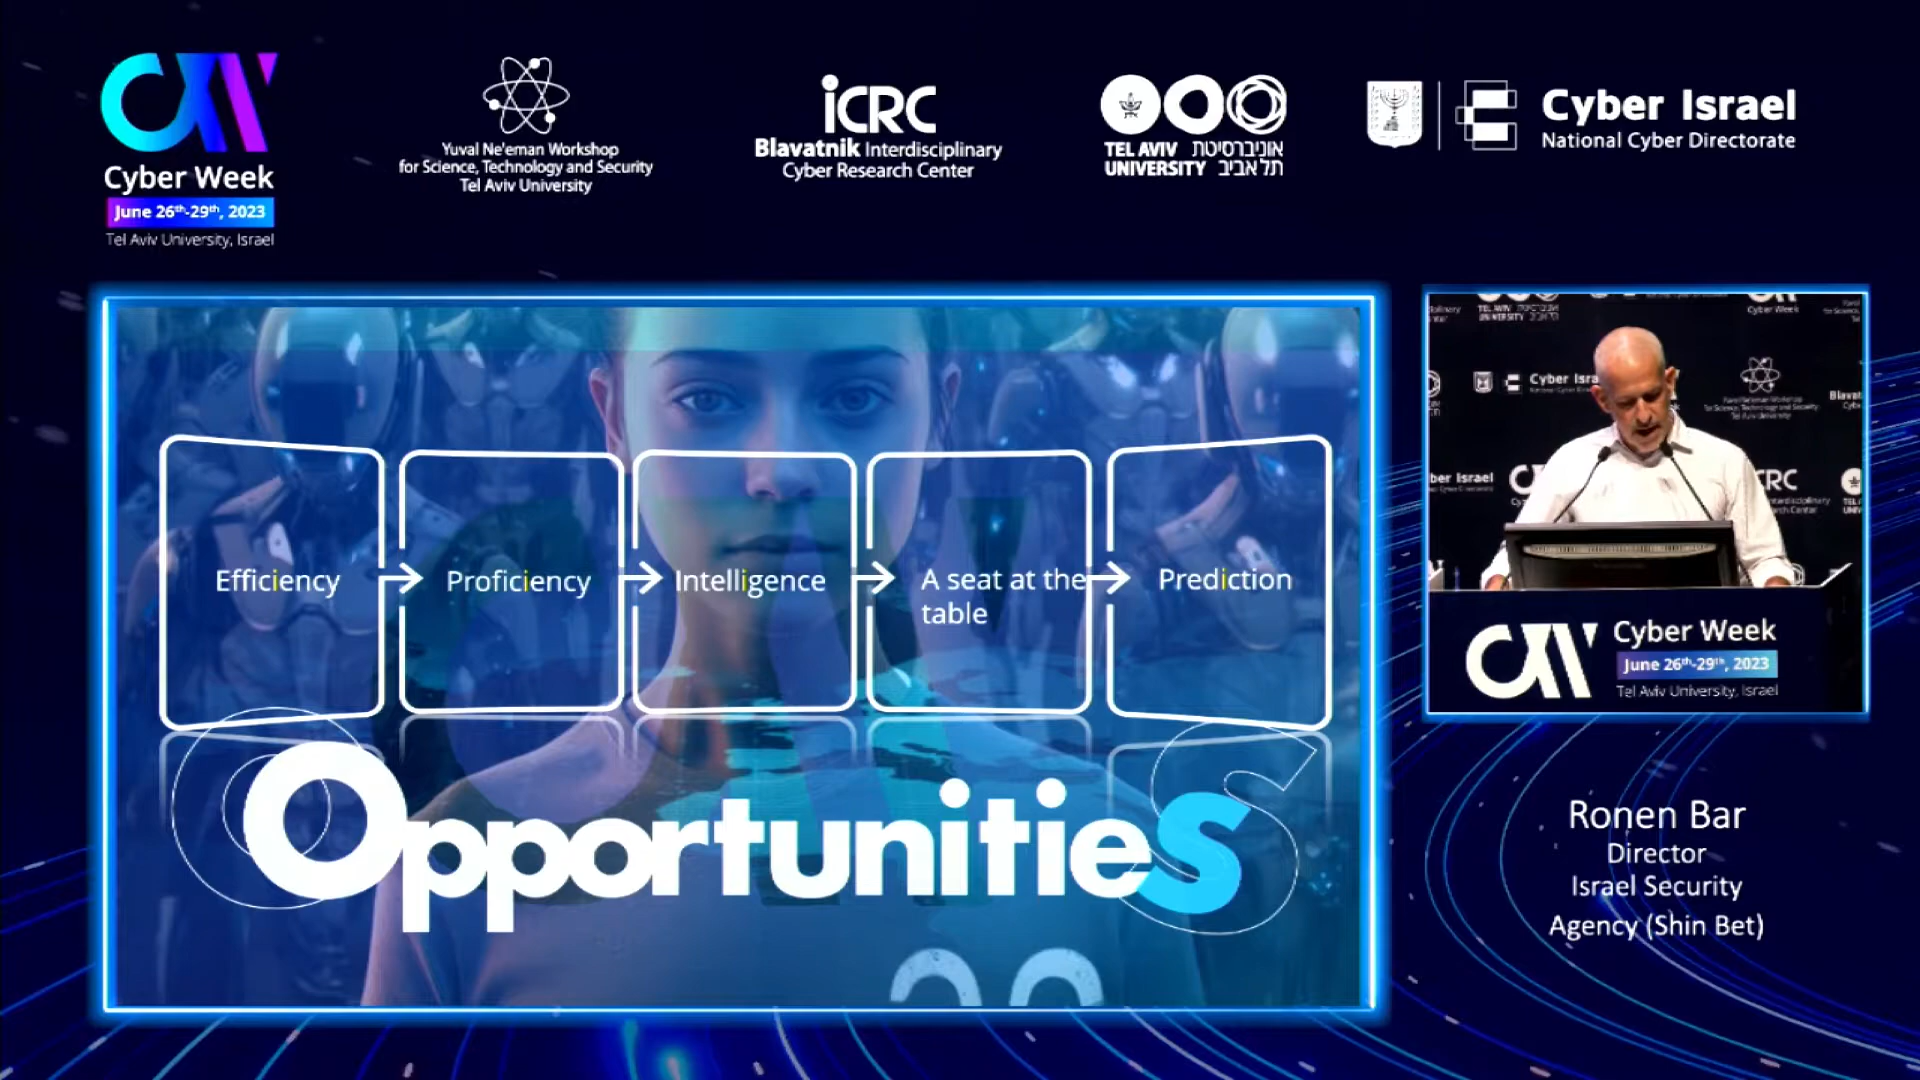 Cyber Week
June 26th-29th, 2023
Tel Aviv University, Israel
Yuval Ne'eman Workshop
for Science, Technology and Security
Tel Aviv University
iCRC
Blavatnik Interdisciplinary
Cyber Research Center
TEL AVIV אוניברסיטת
UNIVERSITY תל אביב
Cyber Israel
National Cyber Directorate
Efficiency
Proficiency
Intelligence
A seat at the
table
Prediction
OpportunitieS
Cyber Week
Cyber Week
June 26th-29th, 2023
Tel Aviv University, Israel
Ronen Bar
Director
Israel Security
Agency (Shin Bet)